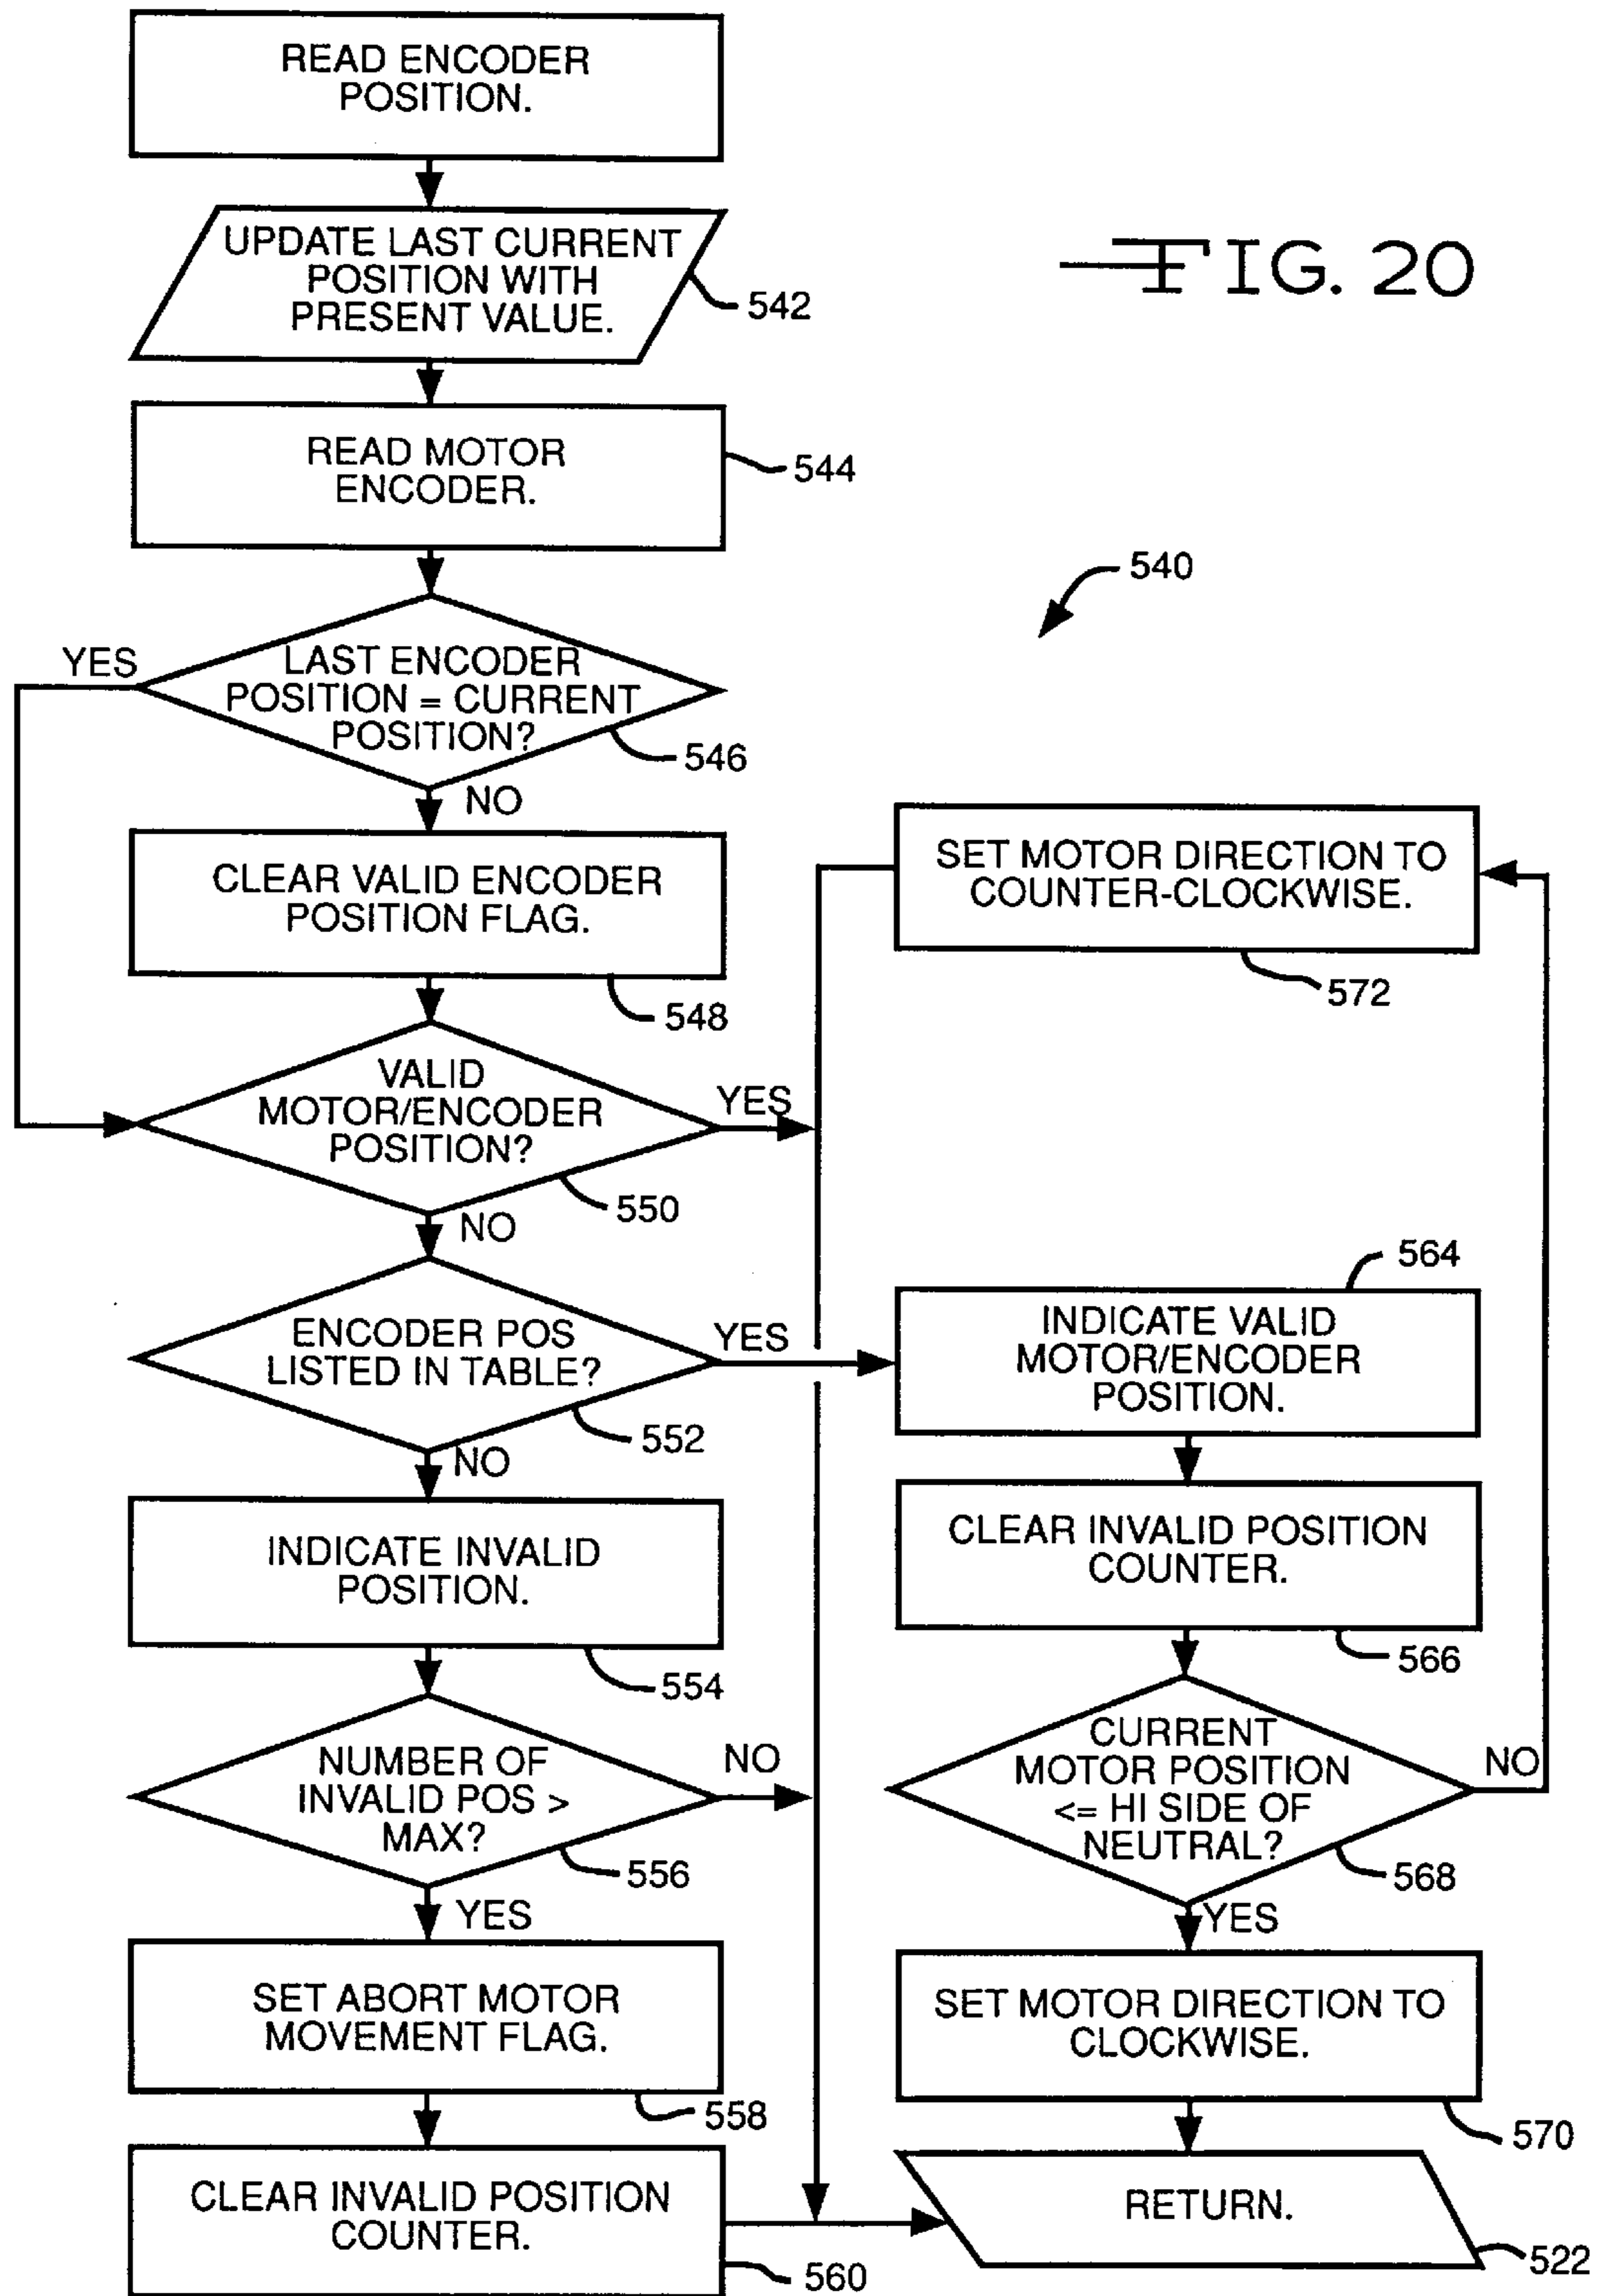 READ ENCODER
POSITION.
UPDATE LAST CURRENT
POSITION WITH
PRESENT VALUE.
542
FIG. 20
READ MOTOR
ENCODER.
544
540
LAST ENCODER
POSITION = CURRENT
POSITION?
YES
546
NO
CLEAR VALID ENCODER
POSITION FLAG.
548
SET MOTOR DIRECTION TO
COUNTER-CLOCKWISE.
572
VALID
MOTOR/ENCODER
POSITION?
YES
550
NO
ENCODER POS
LISTED IN TABLE?
YES
552
NO
564
INDICATE VALID
MOTOR/ENCODER
POSITION.
INDICATE INVALID
POSITION.
554
CLEAR INVALID POSITION
COUNTER.
566
NUMBER OF
INVALID POS >
MAX?
NO
556
YES
CURRENT
MOTOR POSITION
<= HI SIDE OF
NEUTRAL?
NO
568
YES
SET ABORT MOTOR
MOVEMENT FLAG.
558
SET MOTOR DIRECTION TO
CLOCKWISE.
570
CLEAR INVALID POSITION
COUNTER.
560
RETURN.
522